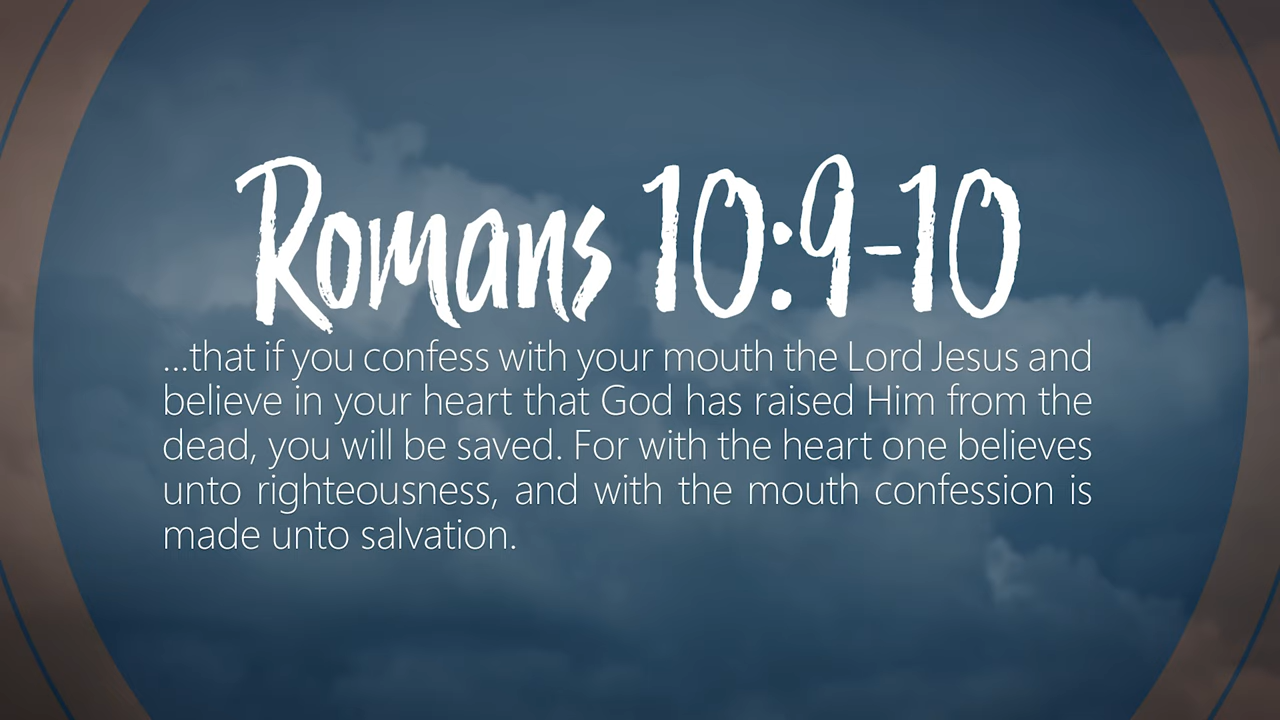 Romans 10:9-10
...that if you confess with your mouth the Lord Jesus and
believe in your heart that God has raised Him from the
dead, you will be saved. For with the heart one believes
unto righteousness, and with the mouth confession is
made unto salvation.